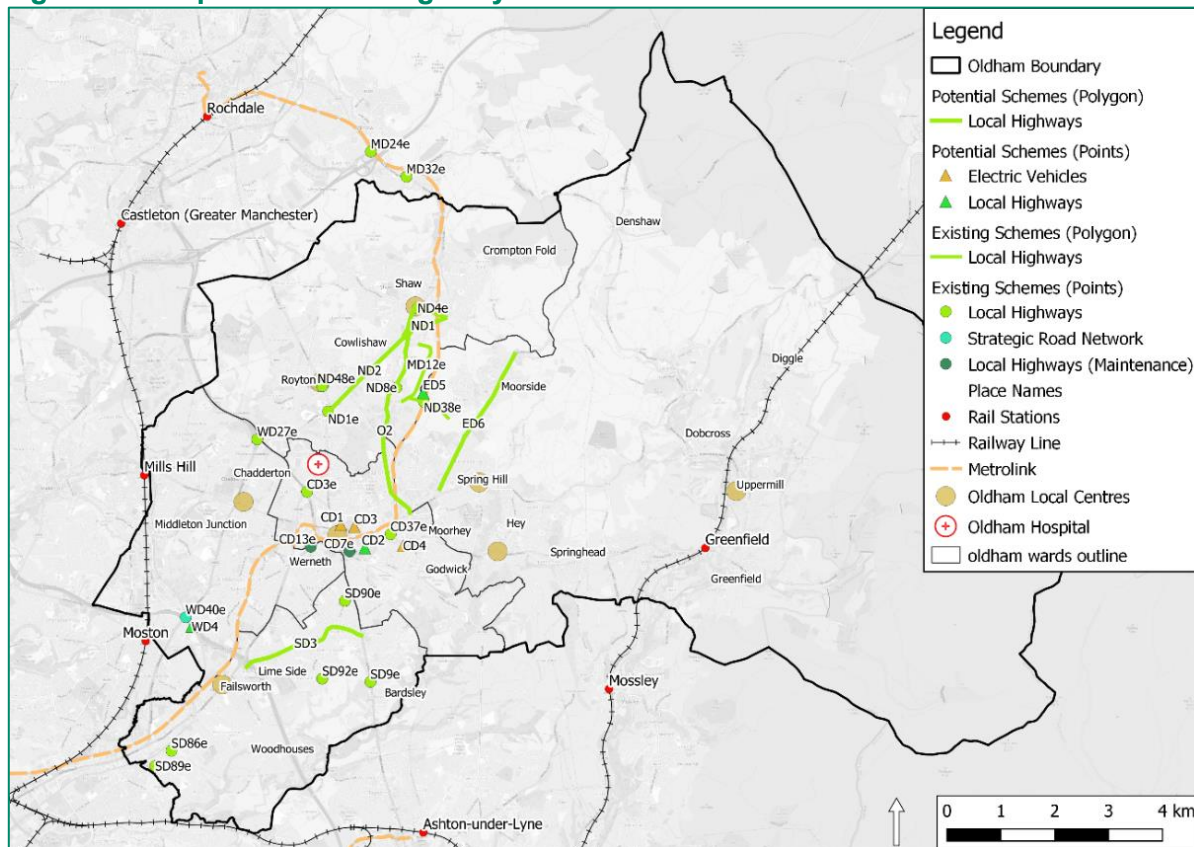 Legend
Oldham Boundary
Potential Schemes (Polygon)
Local Highways
Potential Schemes (Points)
Electric Vehicles
Local Highways
Existing Schemes (Polygon)
Local Highways
Existing Schemes (Points)
Local Highways
Strategic Road Network
Local Highways (Maintenance)
Place Names
Rail Stations
Railway Line
Metrolink
Oldham Local Centres
Oldham Hospital
oldham wards outline
Rochdale
MD24e
MD32e
Castleton (Greater Manchester)
Denshaw
Crompton Fold
Shaw
ND4e
ND1
Cowlishaw
ND2
MD12e
Diggle
Royton
ND48e
ND8e
ED5
Moorside
ND1e
ND38e
O2
ED6
WD27e
Dobcross
Mills Hill
Chadderton
CD3e
Spring Hill
Uppermill
Middleton Junction
CD1
CD3
CD37e
Moorhey
Hey
CD13e
CD7e
CD2
CD4
Werneth
Godwick
Springhead
Greenfield
Greenfield
SD90e
WD40e
WD4
Moston
SD3
Lime Side
SD92e
SD9e
Failsworth
Bardsley
Mossley
Woodhouses
SD86e
SD89e
Ashton-under-Lyne
0 1 2 3 4 km